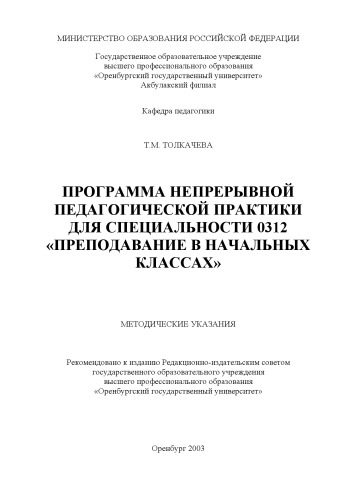 МИНИСТЕРСТВО ОБРАЗОВАНИЯ РОССИЙСКОЙ ФЕДЕРАЦИИ
Государственное образовательное учреждение
высшего профессионального образования
«Оренбургский государственный университет»
Акбулакский филиал
Кафедра педагогики
Т.М. ТОЛКАЧЕВА
ПРОГРАММА НЕПРЕРЫВНОЙ
ПЕДАГОГИЧЕСКОЙ ПРАКТИКИ
ДЛЯ СПЕЦИАЛЬНОСТИ 0312
«ПРЕПОДАВАНИЕ В НАЧАЛЬНЫХ
КЛАССАХ»
МЕТОДИЧЕСКИЕ УКАЗАНИЯ
Рекомендовано к изданию Редакционно-издательским советом
государственного образовательного учреждения
высшего профессионального образования
«Оренбургский государственный университет»
Оренбург 2003